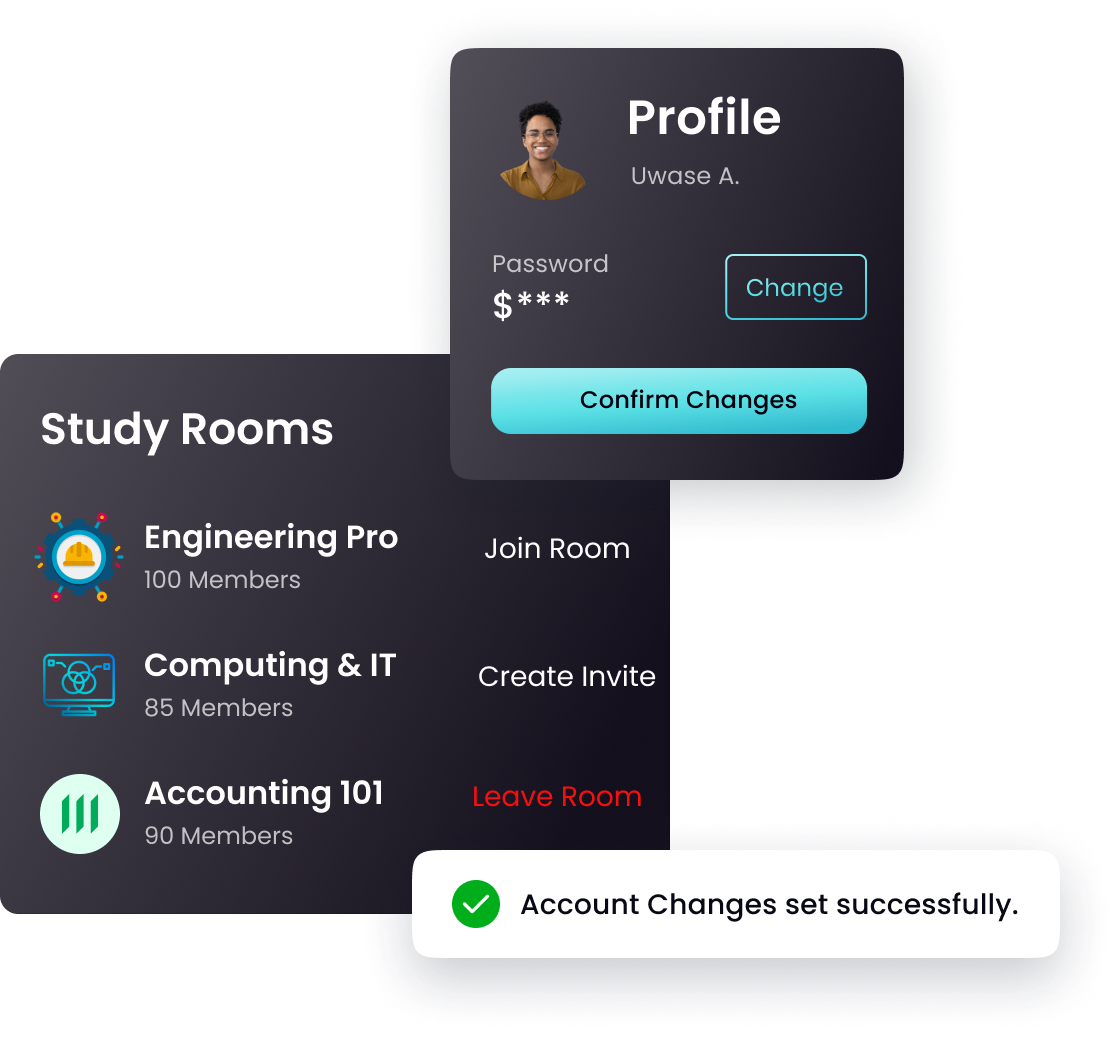 Profile
Uwase A.
Password
$***
Change
Confirm Changes
Study Rooms
Engineering Pro
100 Members
Join Room
Computing & IT
85 Members
Create Invite
Accounting 101
90 Members
Leave Room
Account Changes set successfully.